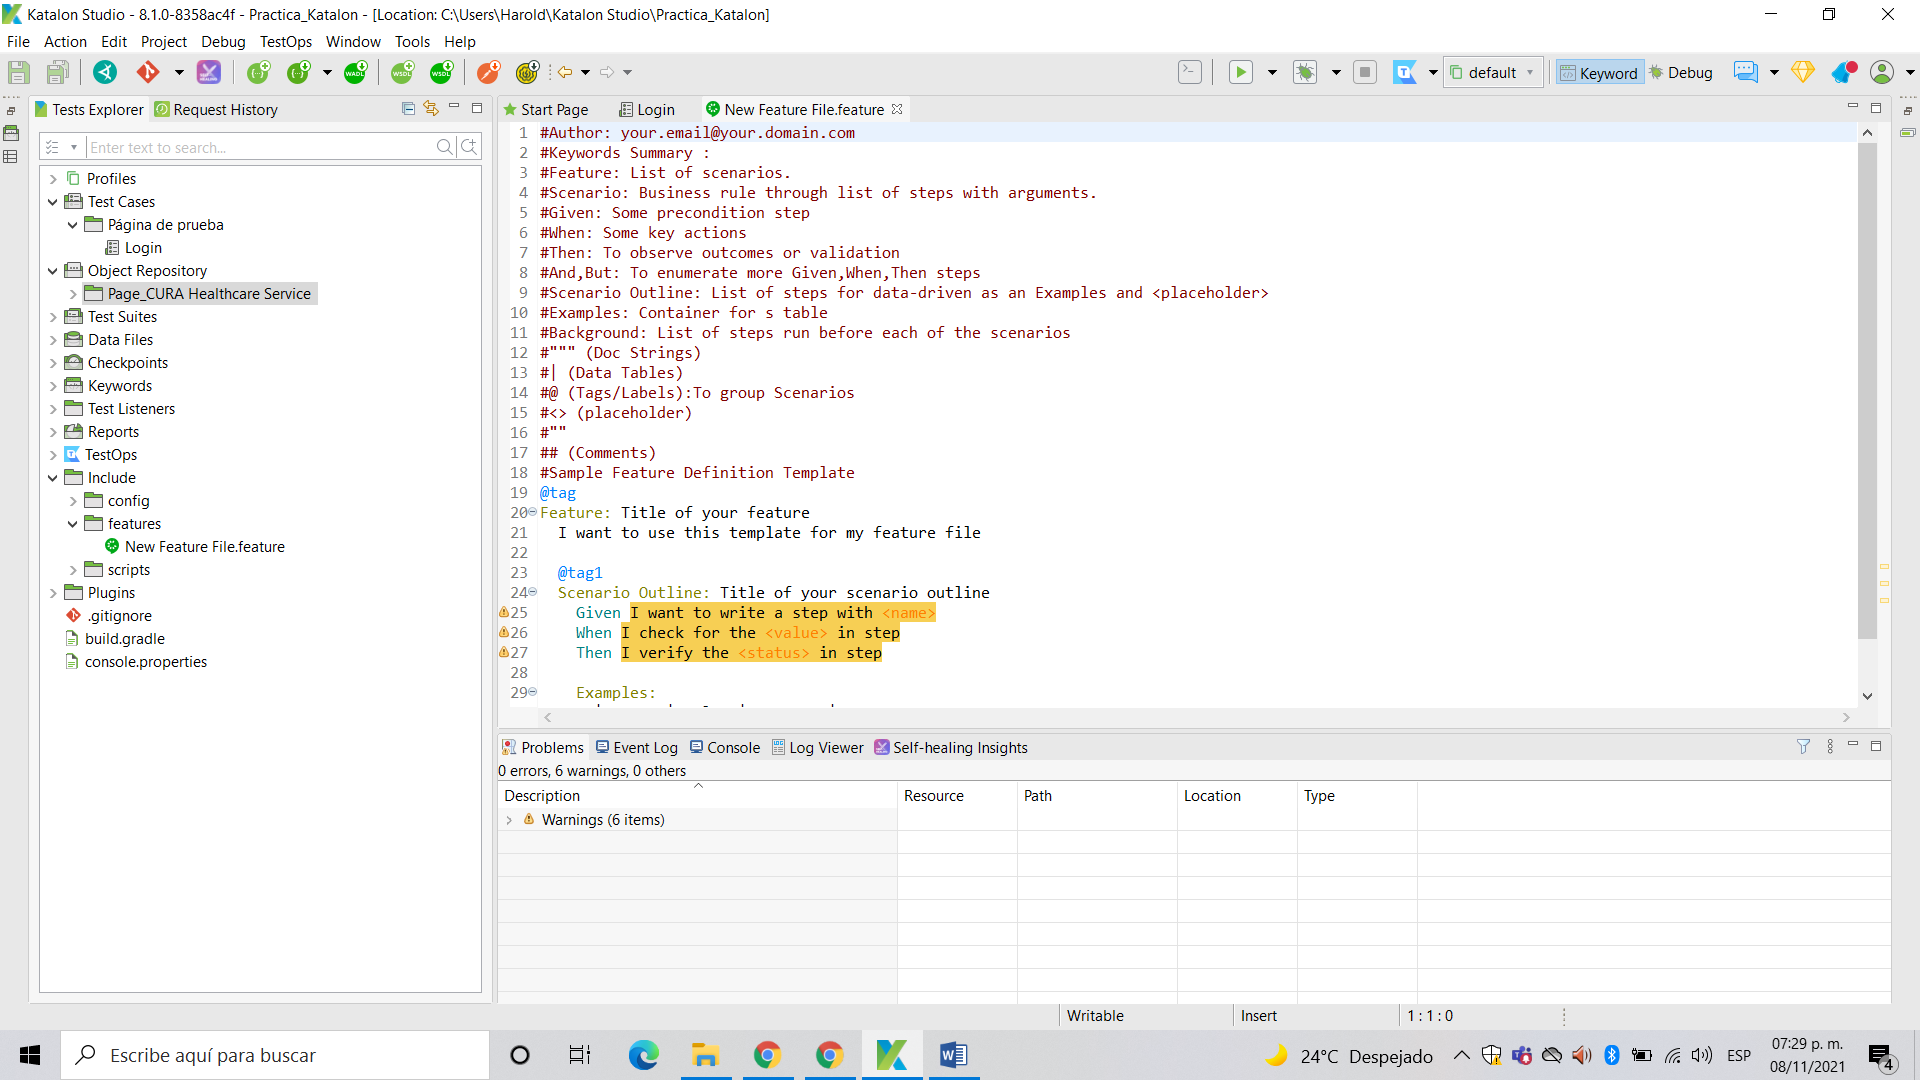 Katalon Studio - 8.1.0-8358ac4f - Practica_Katalon - [Location: C:\Users\Harold\Katalon Studio\Practica_Katalon]
File Action Edit Project Debug TestOps Window Tools Help
default Keyword Debug
Tests Explorer Request History
Enter text to search...
Profiles
Test Cases
Página de prueba
Login
Object Repository
Page_CURA Healthcare Service
Test Suites
Data Files
Checkpoints
Keywords
Test Listeners
Reports
TestOps
Include
config
features
New Feature File.feature
scripts
Plugins
.gitignore
build.gradle
console.properties
Start Page Login New Feature File.feature
1 #Author: your.email@your.domain.com
2 #Keywords Summary :
3 #Feature: List of scenarios.
4 #Scenario: Business rule through list of steps with arguments.
5 #Given: Some precondition step
6 #When: Some key actions
7 #Then: To observe outcomes or validation
8 #And,But: To enumerate more Given,When,Then steps
9 #Scenario Outline: List of steps for data-driven as an Examples and <placeholder>
10 #Examples: Container for s table
11 #Background: List of steps run before each of the scenarios
12 #""" (Doc Strings)
13 #| (Data Tables)
14 #@ (Tags/Labels):To group Scenarios
15 #<> (placeholder)
16 #""
17 ## (Comments)
18 #Sample Feature Definition Template
19 @tag
20 Feature: Title of your feature
21 I want to use this template for my feature file
22
23 @tag1
24 Scenario Outline: Title of your scenario outline
25 Given I want to write a step with <name>
26 When I check for the <value> in step
27 Then I verify the <status> in step
28
29 Examples:
Problems Event Log Console Log Viewer Self-healing Insights
0 errors, 6 warnings, 0 others
Description Resource Path Location Type
Warnings (6 items)
Writable Insert 1 : 1 : 0
Escribe aquí para buscar
24°C Despejado ESP
07:29 p. m.
08/11/2021
4